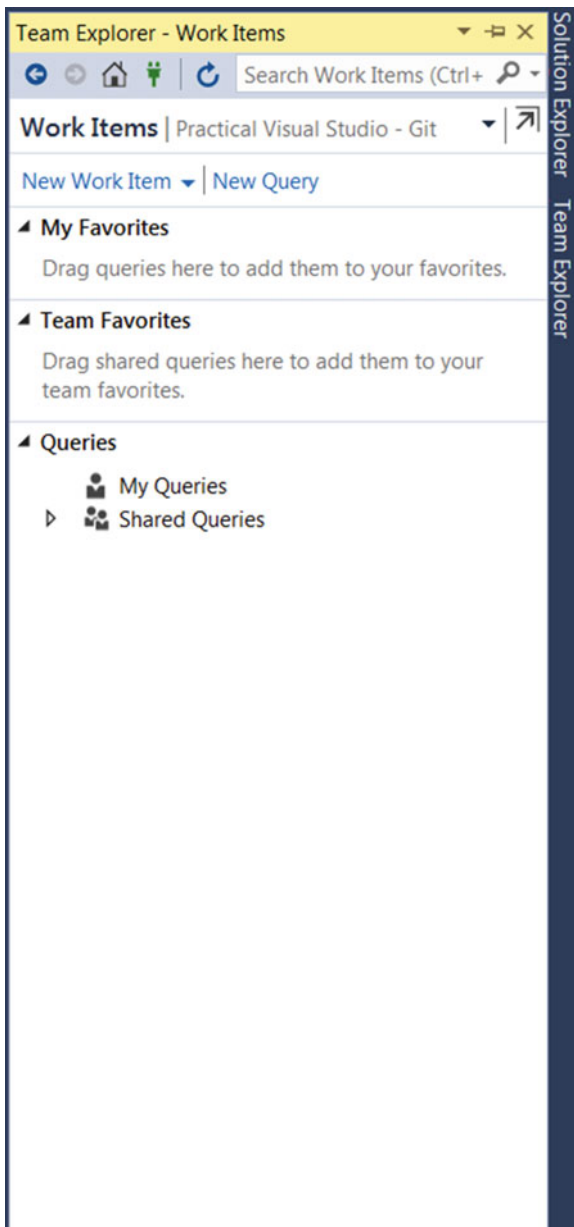 Team Explorer - Work Items
Search Work Items (Ctrl+
Work Items | Practical Visual Studio - Git
New Work Item | New Query
My Favorites
Drag queries here to add them to your favorites.
Team Favorites
Drag shared queries here to add them to your
team favorites.
Queries
My Queries
Shared Queries
Solution Explorer
Team Explorer